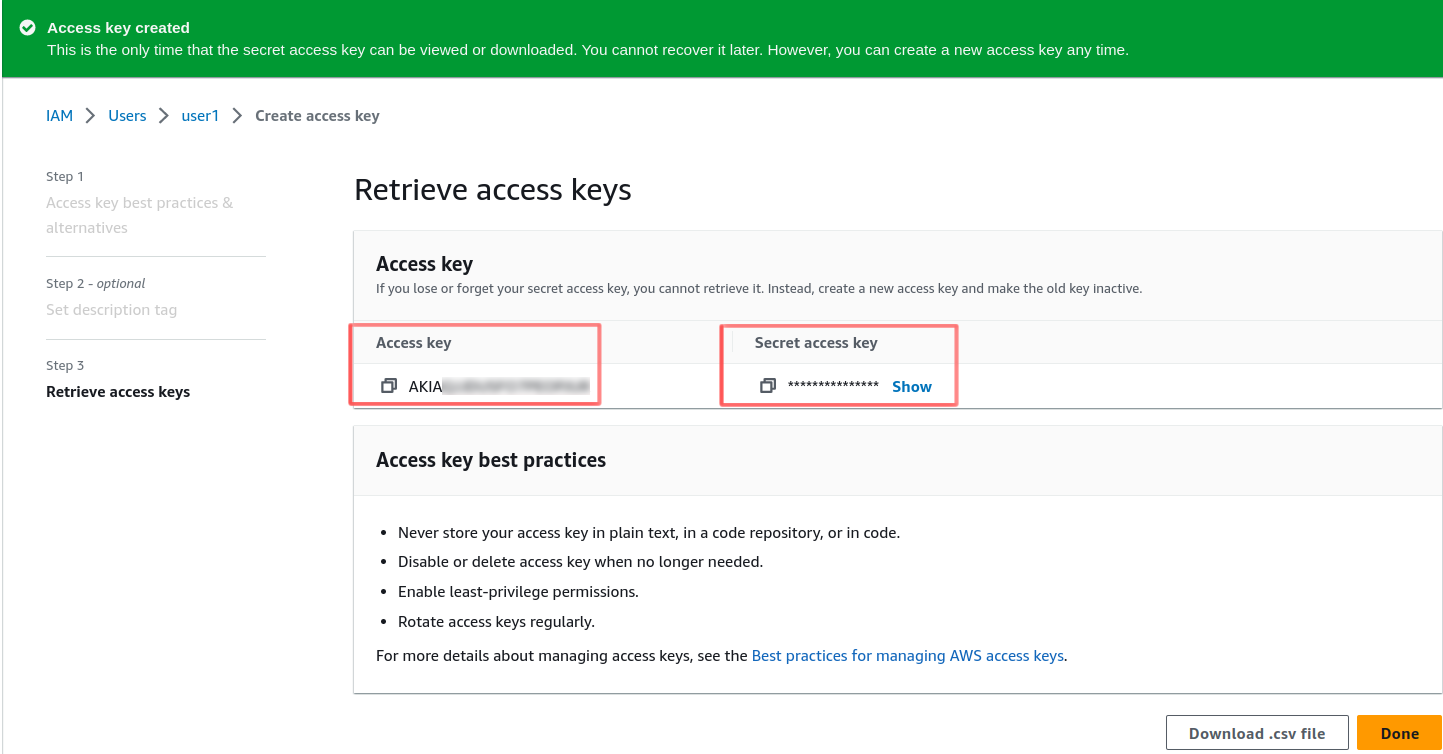 Access key created
This is the only time that the secret access key can be viewed or downloaded. You cannot recover it later. However, you can create a new access key any time.
IAM > Users > user1 > Create access key
Step 1
Access key best practices &
alternatives
Step 2 - optional
Set description tag
Step 3
Retrieve access keys
Retrieve access keys
Access key
If you lose or forget your secret access key, you cannot retrieve it. Instead, create a new access key and make the old key inactive.
Access key
Secret access key
AKIA
*************** Show
Access key best practices
• Never store your access key in plain text, in a code repository, or in code.
• Disable or delete access key when no longer needed.
• Enable least-privilege permissions.
• Rotate access keys regularly.
For more details about managing access keys, see the Best practices for managing AWS access keys.
Download .csv file
Done